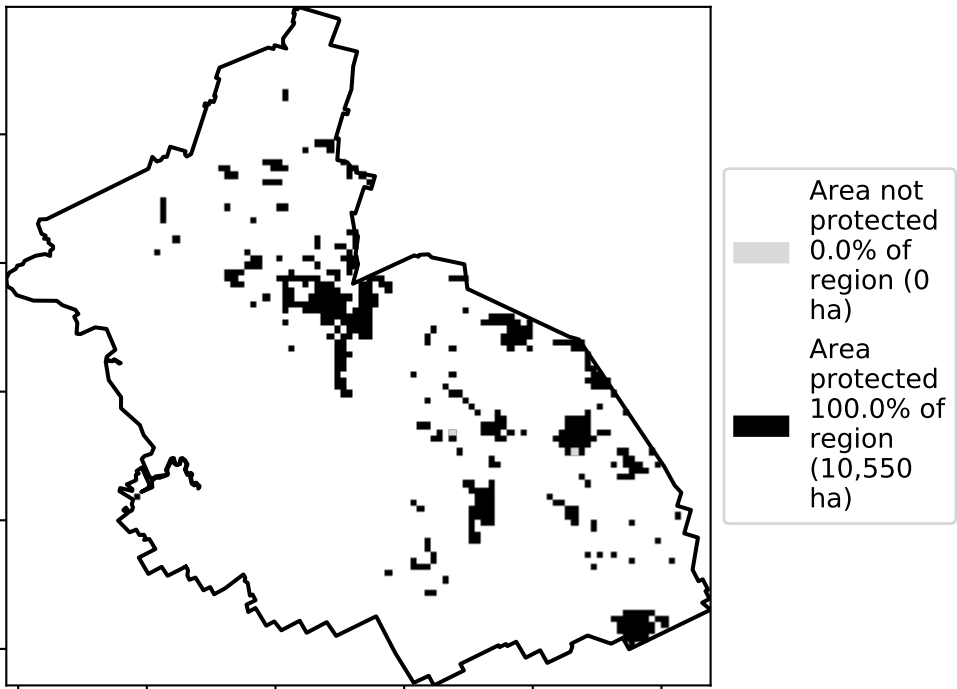 Area not
protected
0.0% of
region (0
ha)
Area
protected
100.0% of
region
(10,550
ha)